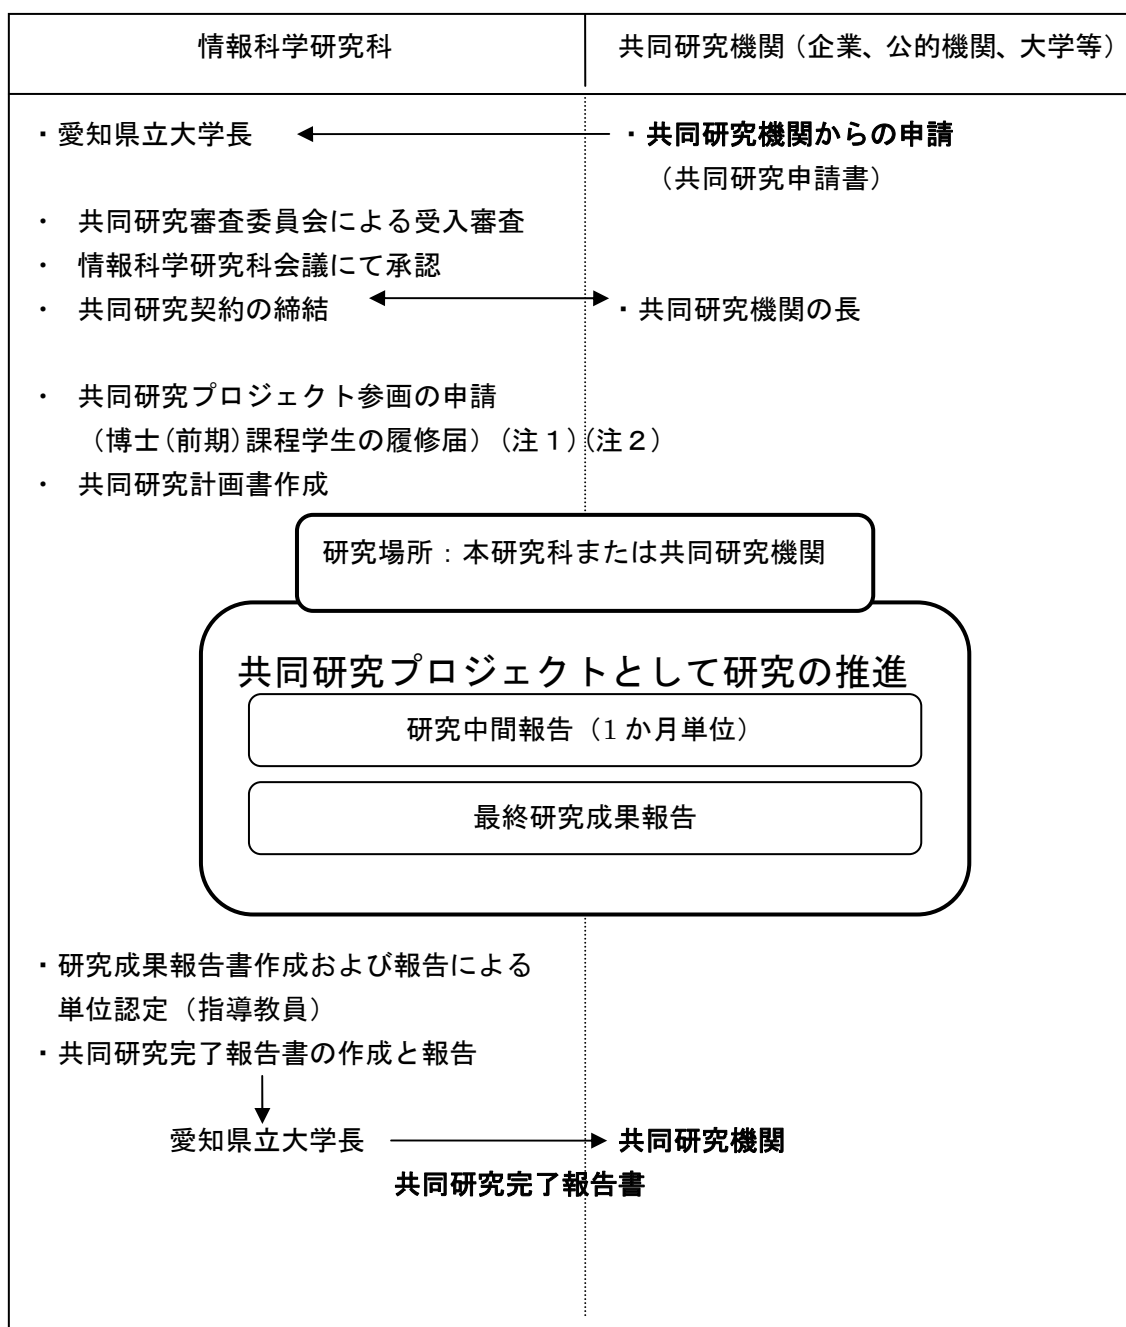 情報科学研究科
共同研究機関（企業、公的機関、大学等）
・愛知県立大学長
・共同研究機関からの申請
（共同研究申請書）
・ 共同研究審査委員会による受入審査
・ 情報科学研究科会議にて承認
・ 共同研究契約の締結
・共同研究機関の長
・ 共同研究プロジェクト参画の申請
（博士(前期)課程学生の履修届）(注１)(注２)
・ 共同研究計画書作成
研究場所：本研究科または共同研究機関
共同研究プロジェクトとして研究の推進
研究中間報告（1 か月単位）
最終研究成果報告
・研究成果報告書作成および報告による
単位認定（指導教員）
・共同研究完了報告書の作成と報告
愛知県立大学長
共同研究機関
共同研究完了報告書